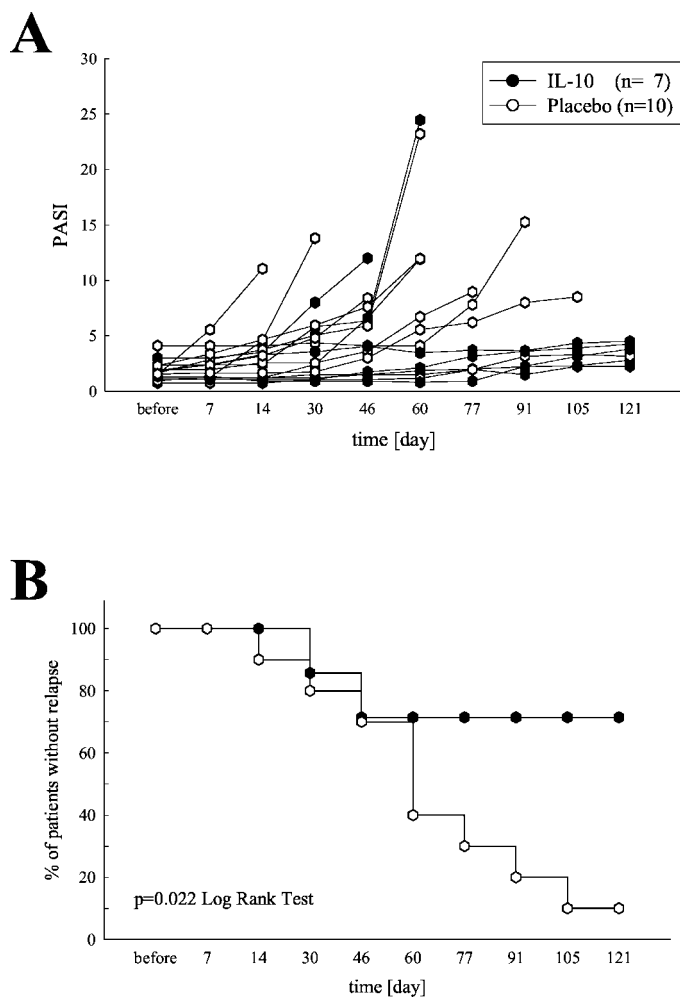 A
30
25
20
15
10
5
0
PASI
IL-10 (n= 7)
Placebo (n=10)
before 7 14 30 46 60 77 91 105 121
time [day]
B
100
80
60
40
20
0
% of patients without relapse
p=0.022 Log Rank Test
before 7 14 30 46 60 77 91 105 121
time [day]